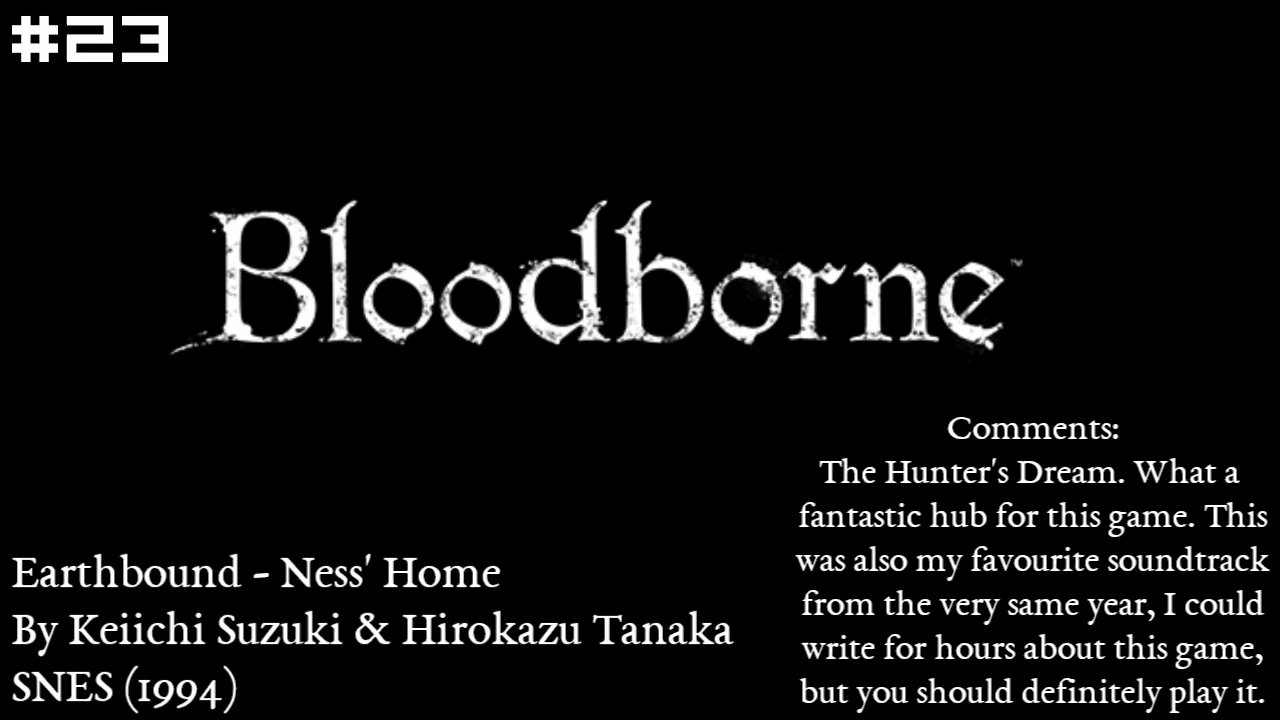 #23
Bloodborne™
Comments:
The Hunter's Dream. What a
fantastic hub for this game. This
was also my favourite soundtrack
from the very same year, I could
write for hours about this game,
but you should definitely play it.
Earthbound - Ness' Home
By Keiichi Suzuki & Hirokazu Tanaka
SNES (1994)